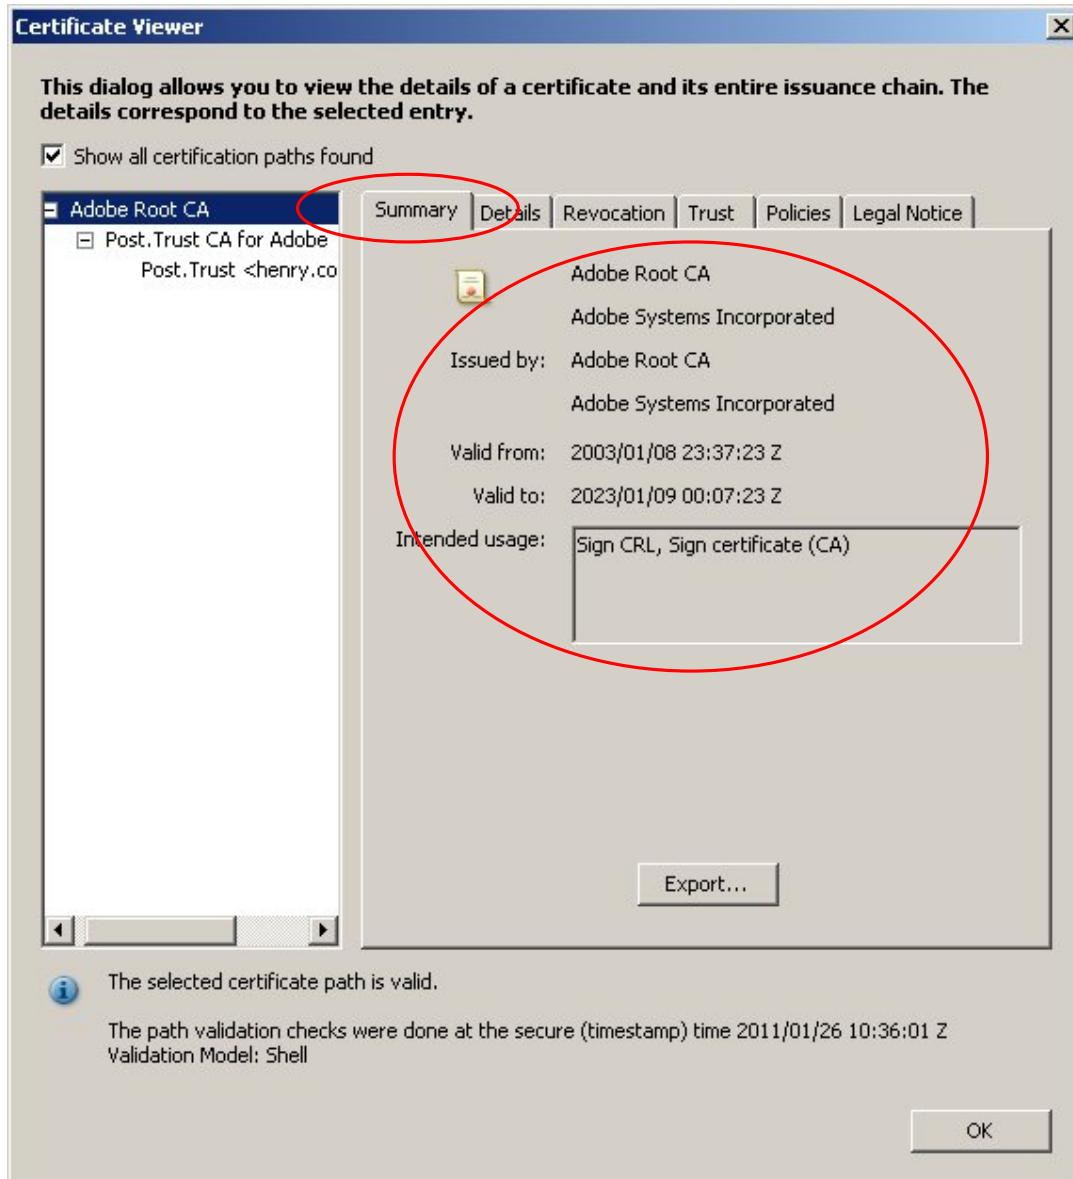 Certificate Viewer
This dialog allows you to view the details of a certificate and its entire issuance chain. The
details correspond to the selected entry.
Show all certification paths found
Adobe Root CA
Post.Trust CA for Adobe
Post.Trust <henry.co
Summary Details Revocation Trust Policies Legal Notice
Adobe Root CA
Adobe Systems Incorporated
Issued by: Adobe Root CA
Adobe Systems Incorporated
Valid from: 2003/01/08 23:37:23 Z
Valid to: 2023/01/09 00:07:23 Z
Intended usage: Sign CRL, Sign certificate (CA)
Export...
The selected certificate path is valid.
The path validation checks were done at the secure (timestamp) time 2011/01/26 10:36:01 Z
Validation Model: Shell
OK